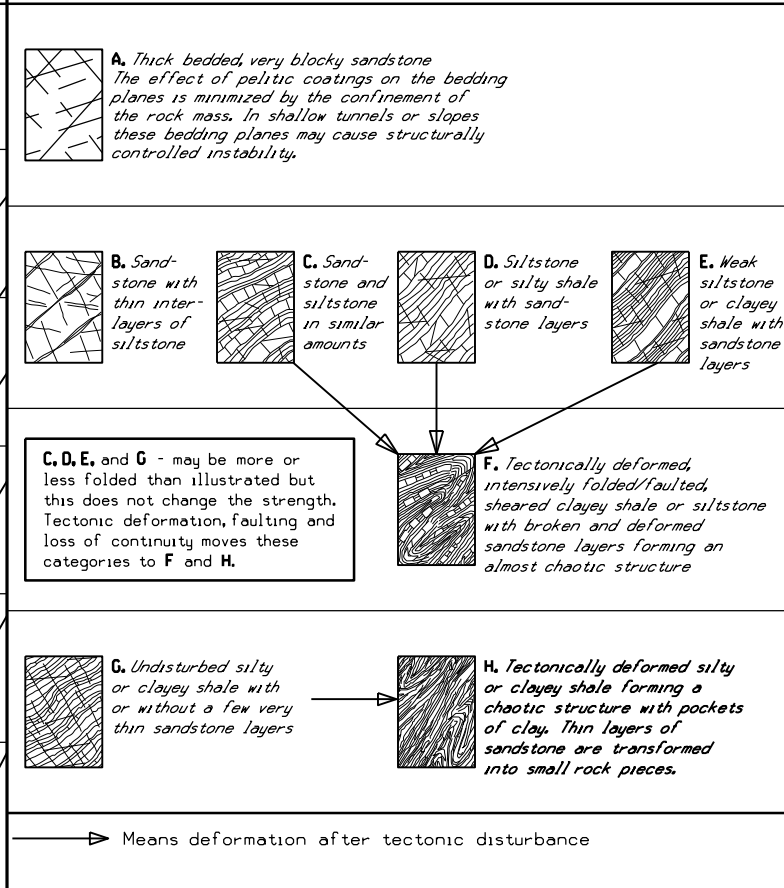 A. Thick bedded, very blocky sandstone
The effect of pelitic coatings on the bedding
planes is minimized by the confinement of
the rock mass. In shallow tunnels or slopes
these bedding planes may cause structurally
controlled instability.
B. Sand-
stone with
thin inter-
layers of
siltstone
C. Sand-
stone and
siltstone
in similar
amounts
D. Siltstone
or silty shale
with sand-
stone layers
E. Weak
siltstone
or clayey
shale with
sandstone
layers
C, D, E, and G - may be more or
less folded than illustrated but
this does not change the strength.
Tectonic deformation, faulting and
loss of continuity moves these
categories to F and H.
F. Tectonically deformed,
intensively folded/faulted,
sheared clayey shale or siltstone
with broken and deformed
sandstone layers forming an
almost chaotic structure
G. Undisturbed silty
or clayey shale with
or without a few very
thin sandstone layers
H. Tectonically deformed silty
or clayey shale forming a
chaotic structure with pockets
of clay. Thin layers of
sandstone are transformed
into small rock pieces.
Means deformation after tectonic disturbance